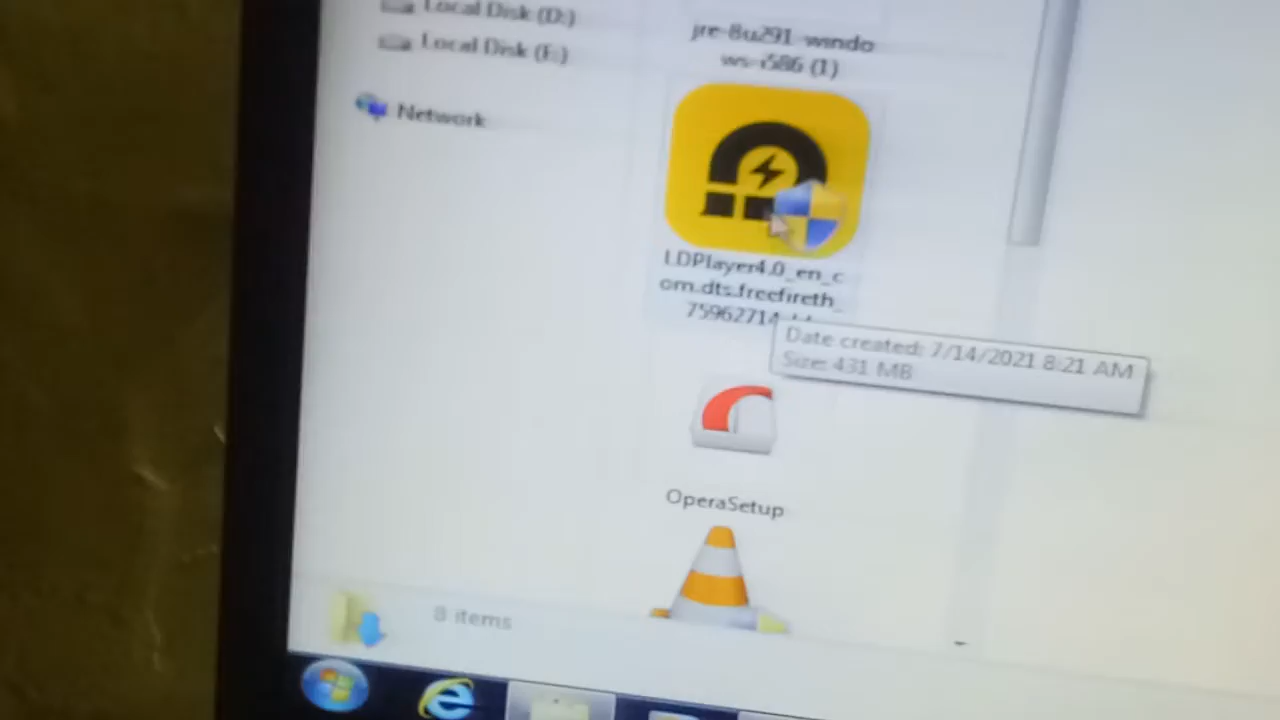 Local Disk (D:)
Local Disk (E:)
Network
jre-8u291-windo
ws-i586 (1)
LDPlayer4.0_en_c
om.dts.freefireth_
75962714
Date created: 7/14/2021 8:21 AM
Size: 431 MB
OperaSetup
8 items